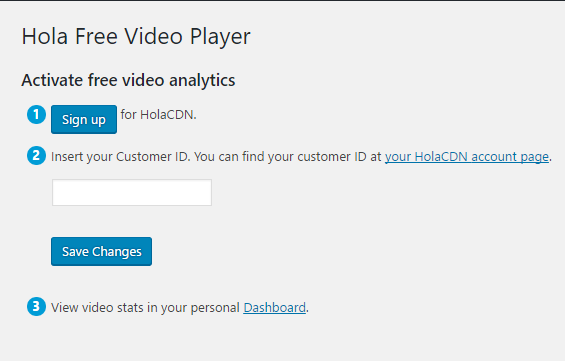 Hola Free Video Player
Activate free video analytics
1 Sign up for HolaCDN.
2 Insert your Customer ID. You can find your customer ID at your HolaCDN account page.
Save Changes
3 View video stats in your personal Dashboard.